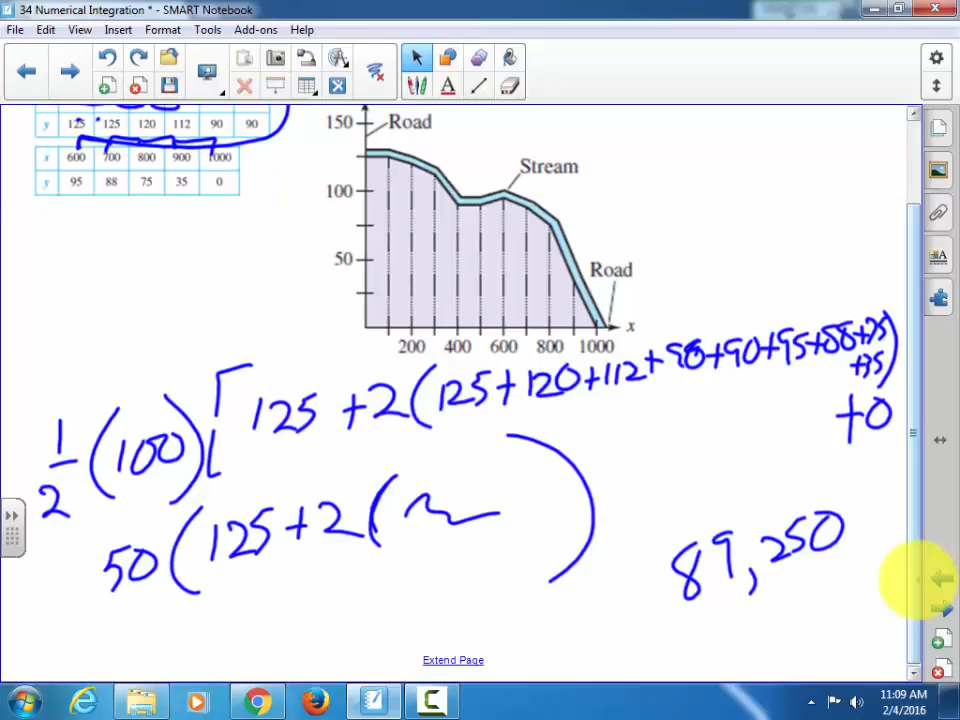 34 Numerical Integration * - SMART Notebook
File Edit View Insert Format Tools Add-ons Help
y 125 125 120 112 90 90
x 600 700 800 900 1000
y 95 88 75 35 0
150
100
50
Road
Stream
Road
x
200 400 600 800 1000
1/2 (100) [125 + 2(125+120+112+90+90+95+88+75
+35)
+0
50(125+2( )
89,250
Extend Page
11:09 AM
2/4/2016